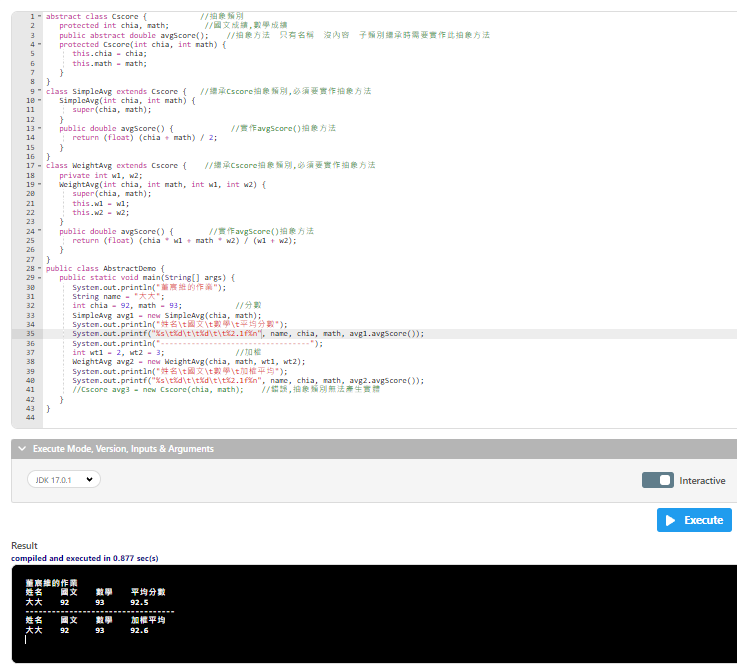 1 abstract class Cscore { //抽象類別
2 protected int chia, math; //國文成績,數學成績
3 public abstract double avgScore(); //抽象方法 只有名稱 沒內容 子類別繼承時需要實作此抽象方法
4 protected Cscore(int chia, int math) {
5 this.chia = chia;
6 this.math = math;
7 }
8 }
9 class SimpleAvg extends Cscore { //繼承Cscore抽象類別,必須要實作抽象方法
10 SimpleAvg(int chia, int math) {
11 super(chia, math);
12 }
13 public double avgScore() { //實作avgScore()抽象方法
14 return (float) (chia + math) / 2;
15 }
16 }
17 class WeightAvg extends Cscore { //繼承Cscore抽象類別,必須要實作抽象方法
18 private int w1, w2;
19 WeightAvg(int chia, int math, int w1, int w2) {
20 super(chia, math);
21 this.w1 = w1;
22 this.w2 = w2;
23 }
24 public double avgScore() { //實作avgScore()抽象方法
25 return (float) (chia * w1 + math * w2) / (w1 + w2);
26 }
27 }
28 public class AbstractDemo {
29 public static void main(String[] args) {
30 System.out.println("董宸維的作業");
31 String name = "大大";
32 int chia = 92, math = 93; //分數
33 SimpleAvg avg1 = new SimpleAvg(chia, math);
34 System.out.println("姓名\t國文\t數學\t平均分數");
35 System.out.printf("%s\t%d\t\t%d\t\t%2.1f%n", name, chia, math, avg1.avgScore());
36 System.out.println("----------------------------------");
37 int wt1 = 2, wt2 = 3; //加權
38 WeightAvg avg2 = new WeightAvg(chia, math, wt1, wt2);
39 System.out.println("姓名\t國文\t數學\t加權平均");
40 System.out.printf("%s\t%d\t\t%d\t\t%2.1f%n", name, chia, math, avg2.avgScore());
41 //Cscore avg3 = new Cscore(chia, math); //錯誤,抽象類別無法產生實體
42 }
43 }
44
Execute Mode, Version, Inputs & Arguments
JDK 17.0.1
Interactive
Execute
Result
compiled and executed in 0.877 sec(s)
董宸維的作業
姓名 國文 數學 平均分數
大大 92 93 92.5
----------------------------------
姓名 國文 數學 加權平均
大大 92 93 92.6